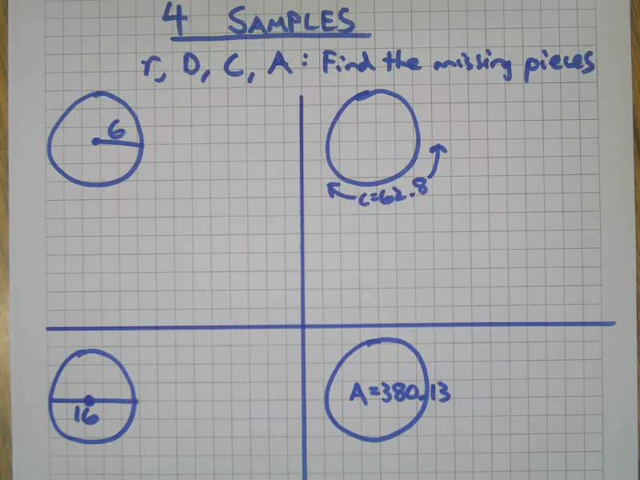 4 SAMPLES
r, D, C, A: Find the missing pieces
6
C=62.8
16
A=380.13